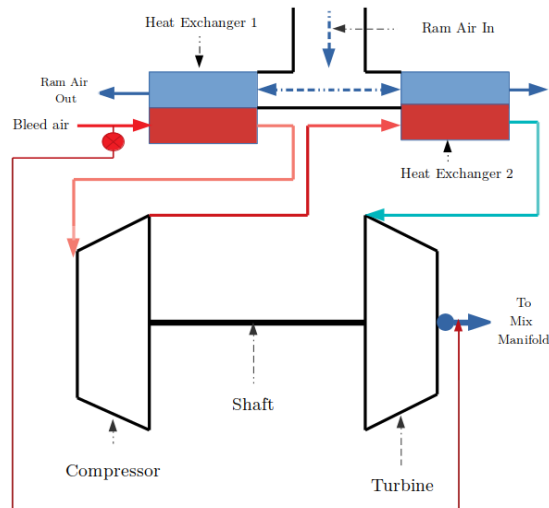 Heat Exchanger 1
Ram Air In
Ram Air
Out
Bleed air
Heat Exchanger 2
To
Mix
Manifold
Shaft
Compressor
Turbine